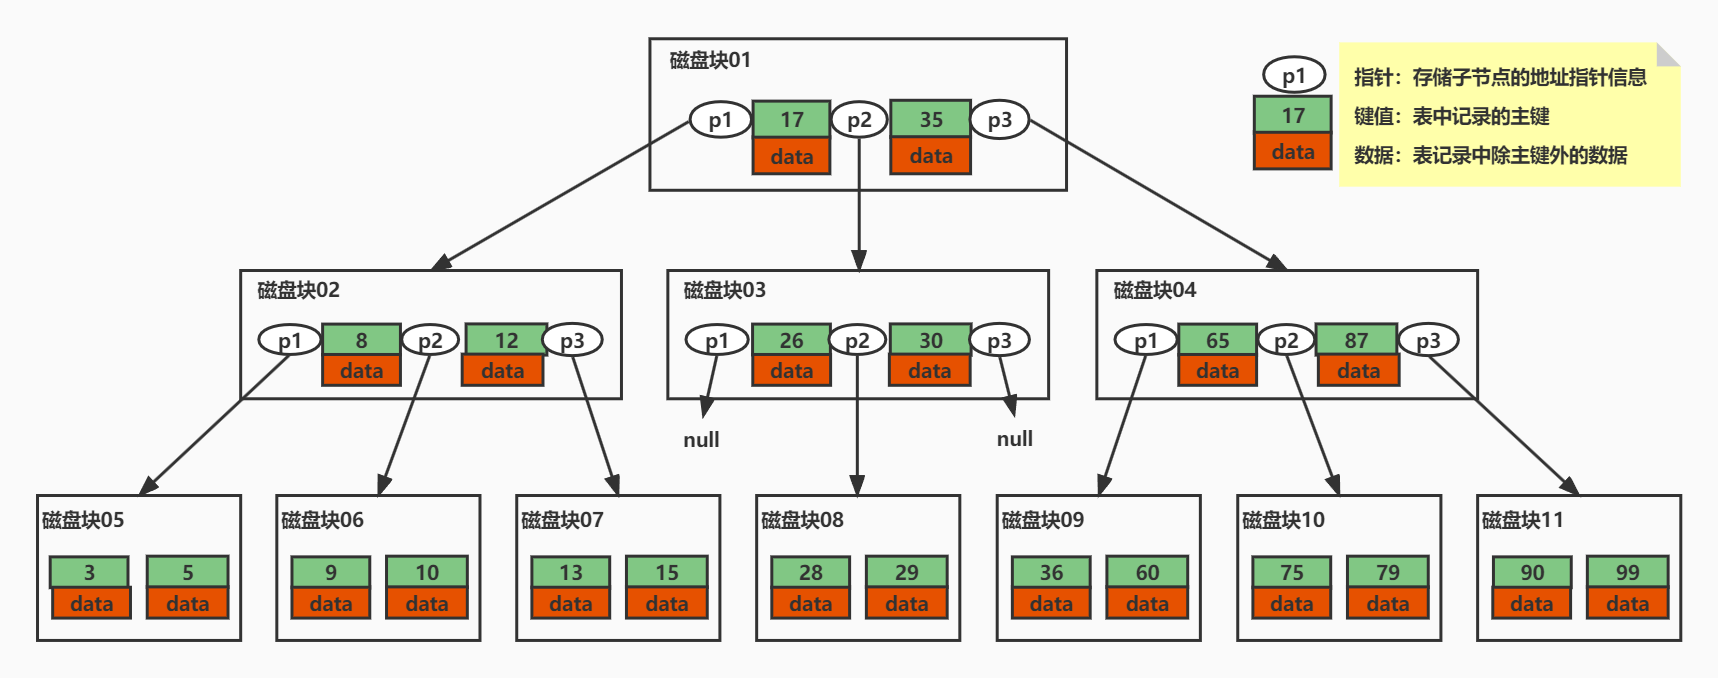 磁盘块01
p1 17 p2 35 p3
data data
p1 指针：存储子节点的地址指针信息
17 键值：表中记录的主键
data 数据：表记录中除主键外的数据
磁盘块02
p1 8 p2 12 p3
data data
磁盘块03
p1 26 p2 30 p3
data data
null null
磁盘块04
p1 65 p2 87 p3
data data
磁盘块05
3 5
data data
磁盘块06
9 10
data data
磁盘块07
13 15
data data
磁盘块08
28 29
data data
磁盘块09
36 60
data data
磁盘块10
75 79
data data
磁盘块11
90 99
data data